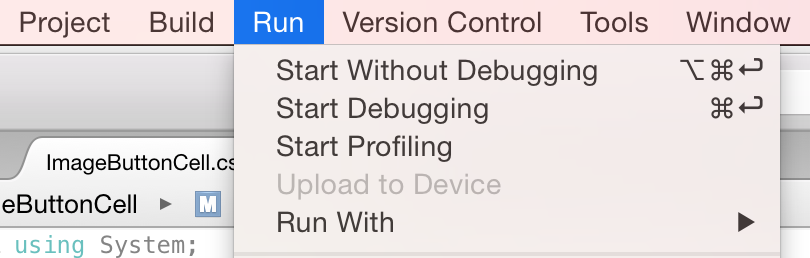 Project Build Run Version Control Tools Window
Start Without Debugging ⌥⌘↩
Start Debugging ⌘↩
Start Profiling
Upload to Device
Run With ▶
ImageButtonCell.cs
eButtonCell ▶ M
using System;